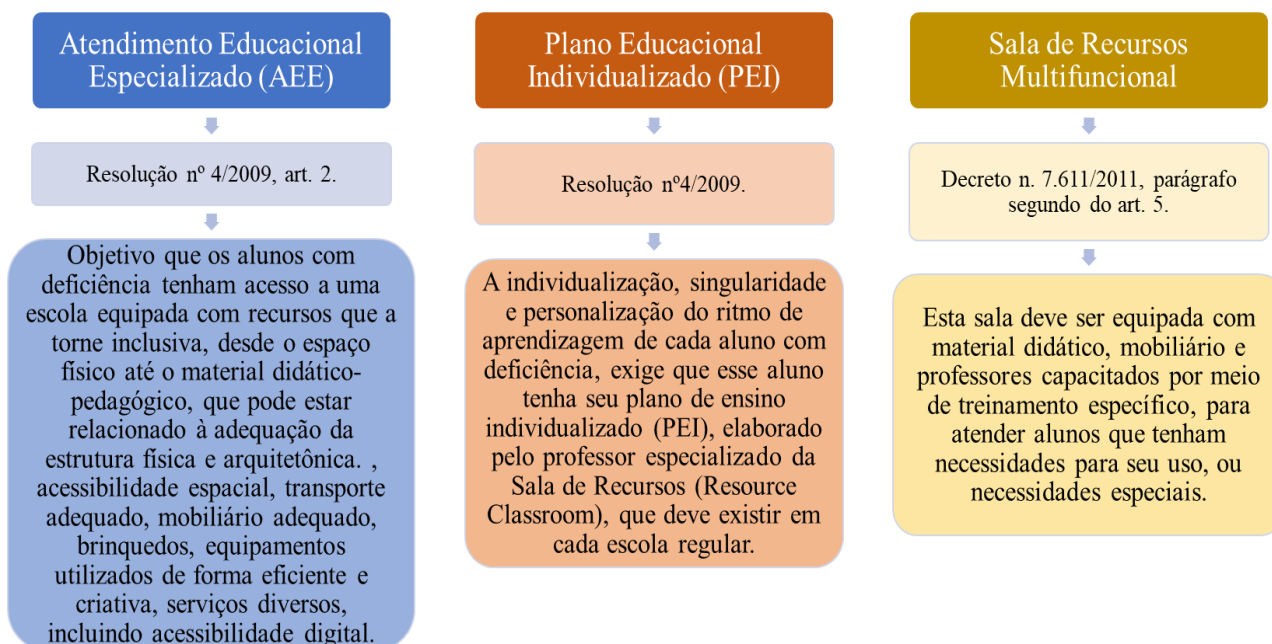 Atendimento Educacional
Especializado (AEE)
Resolução nº 4/2009, art. 2.
Objetivo que os alunos com
deficiência tenham acesso a uma
escola equipada com recursos que a
torne inclusiva, desde o espaço
físico até o material didático-
pedagógico, que pode estar
relacionado à adequação da
estrutura física e arquitetônica. ,
acessibilidade espacial, transporte
adequado, mobiliário adequado,
brinquedos, equipamentos
utilizados de forma eficiente e
criativa, serviços diversos,
incluindo acessibilidade digital.
Plano Educacional
Individualizado (PEI)
Resolução nº4/2009.
A individualização, singularidade
e personalização do ritmo de
aprendizagem de cada aluno com
deficiência, exige que esse aluno
tenha seu plano de ensino
individualizado (PEI), elaborado
pelo professor especializado da
Sala de Recursos (Resource
Classroom), que deve existir em
cada escola regular.
Sala de Recursos
Multifuncional
Decreto n. 7.611/2011, parágrafo
segundo do art. 5.
Esta sala deve ser equipada com
material didático, mobiliário e
professores capacitados por meio
de treinamento específico, para
atender alunos que tenham
necessidades para seu uso, ou
necessidades especiais.